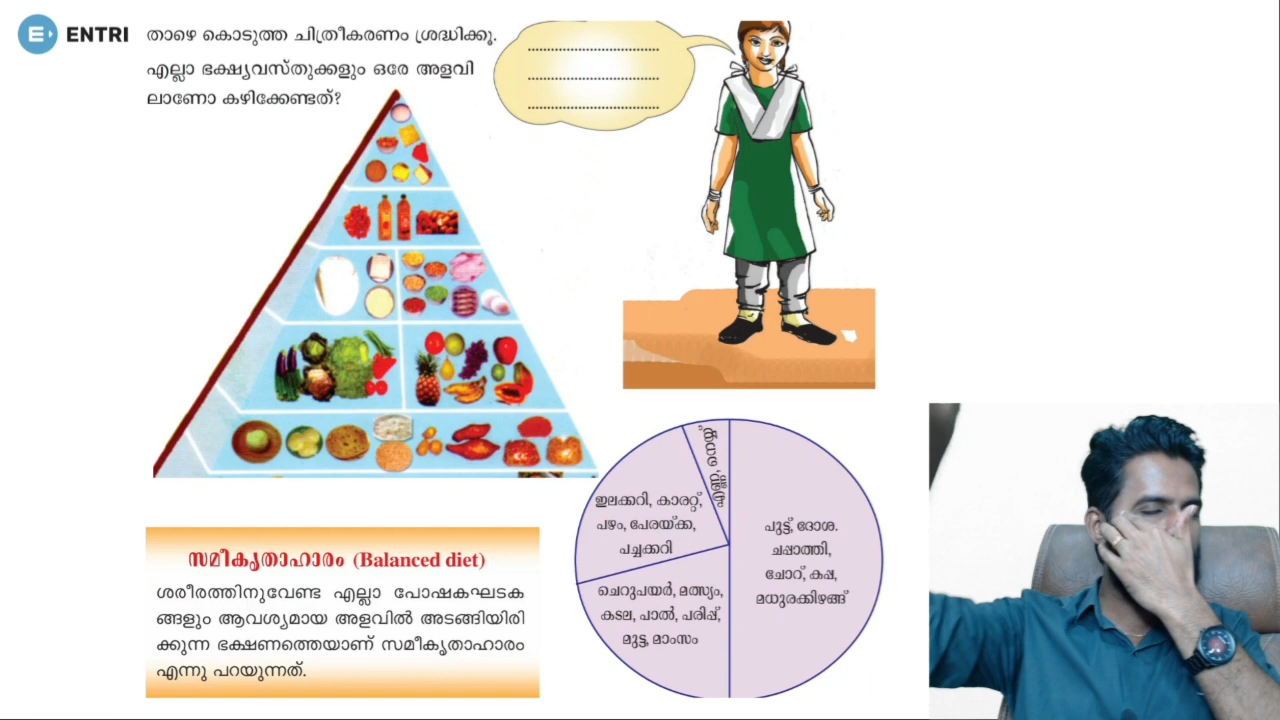 ENTRI
താഴെ കൊടുത്ത ചിത്രീകരണം ശ്രദ്ധിക്കൂ.
എല്ലാ ഭക്ഷ്യവസ്തുക്കളും ഒരേ അളവി
ലാണോ കഴിക്കേണ്ടത്?
ഇലക്കറി, കാരറ്റ്,
പഴം, പേരയ്ക്ക,
പച്ചക്കറി
പുട്ട്, ദോശ.
ചപ്പാത്തി,
ചോറ്, കപ്പ,
മധുരക്കിഴങ്ങ്
ചെറുപയർ, മത്സ്യം,
കടല, പാൽ, പരിപ്പ്,
മുട്ട, മാംസം
സമീകൃതാഹാരം (Balanced diet)
ശരീരത്തിനുവേണ്ട എല്ലാ പോഷകഘടക
ങ്ങളും ആവശ്യമായ അളവിൽ അടങ്ങിയിരി
ക്കുന്ന ഭക്ഷണത്തെയാണ് സമീകൃതാഹാരം
എന്നു പറയുന്നത്.